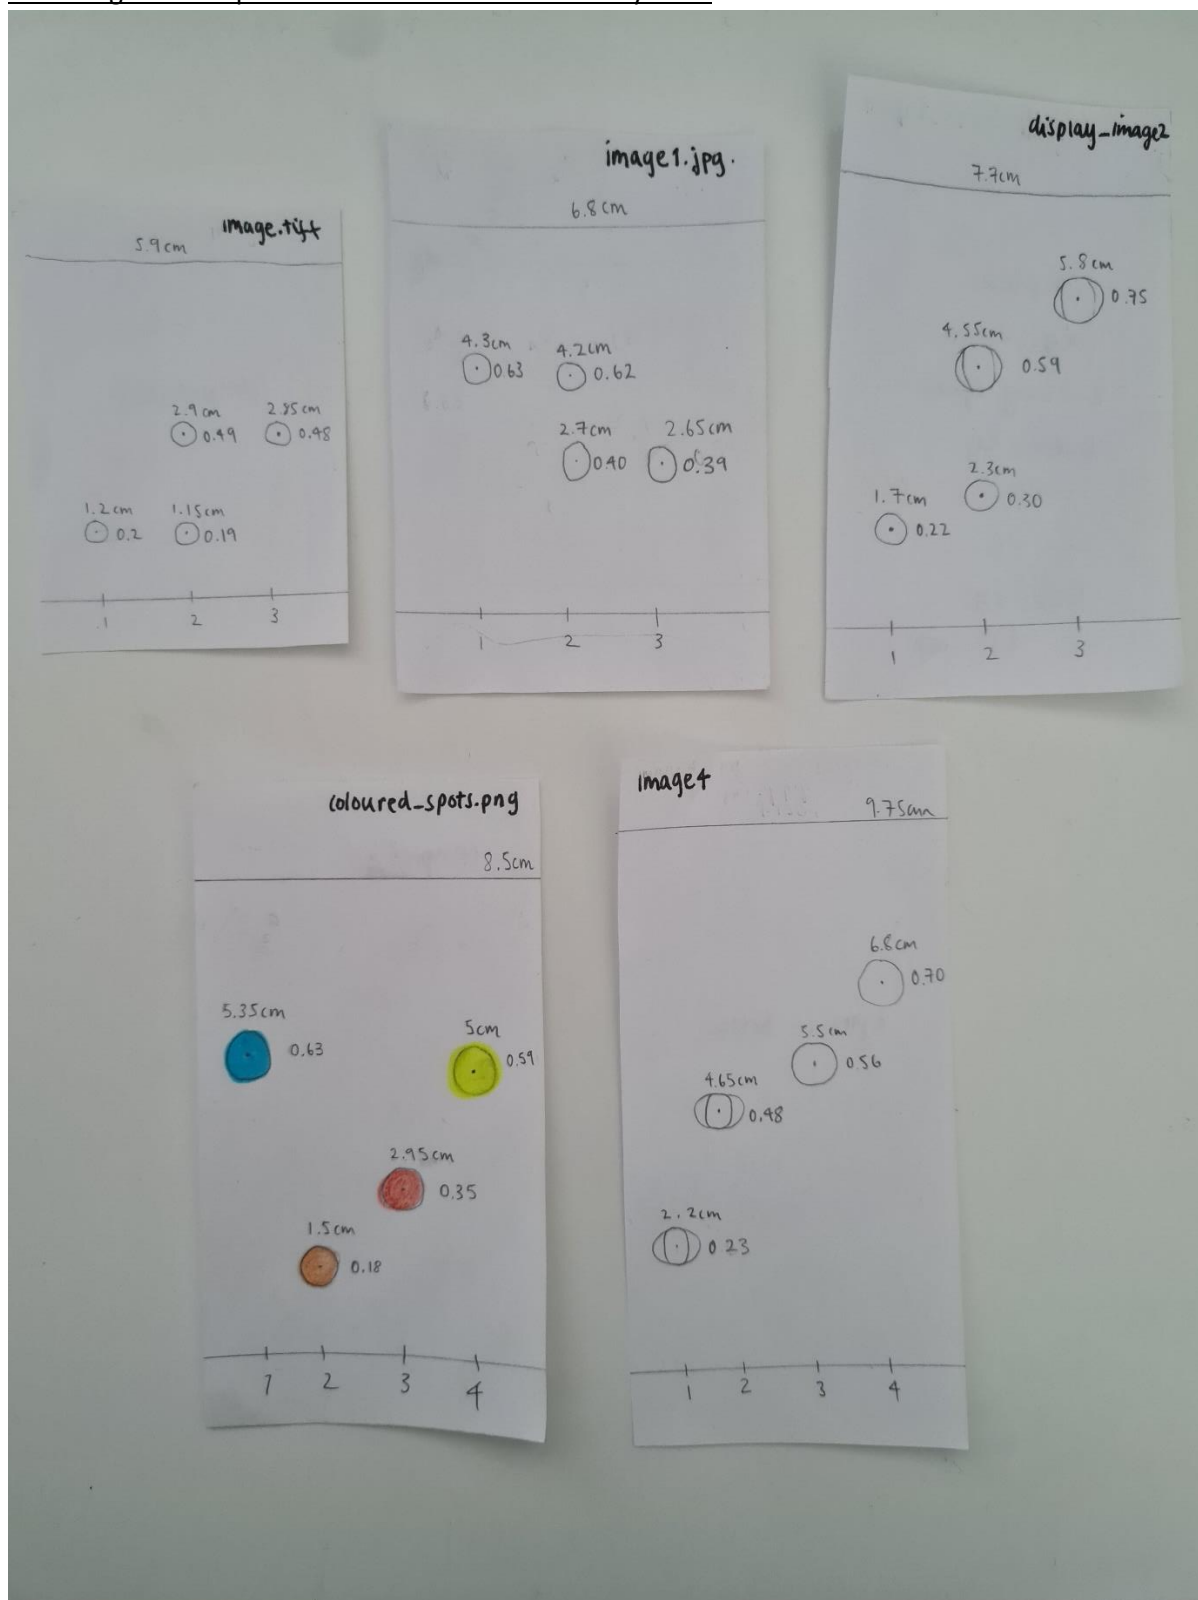 image.tiff
5.9cm
2.9cm 2.85cm
0.49 0.48
1.2cm 1.15cm
0.2 0.19
1 2 3
image1.jpg.
6.8cm
4.3cm 4.2cm
0.63 0.62
2.7cm 2.65cm
0.40 0.39
1 2 3
display_image2
7.7cm
5.8cm
0.75
4.55cm
0.59
2.3cm
0.30
1.7cm
0.22
1 2 3
coloured_spots.png
8.5cm
5.35cm
0.63
5cm
0.59
2.95cm
0.35
1.5cm
0.18
1 2 3 4
image4
9.75cm
6.8cm
0.70
5.5cm
0.56
4.65cm
0.48
2.2cm
0 23
1 2 3 4